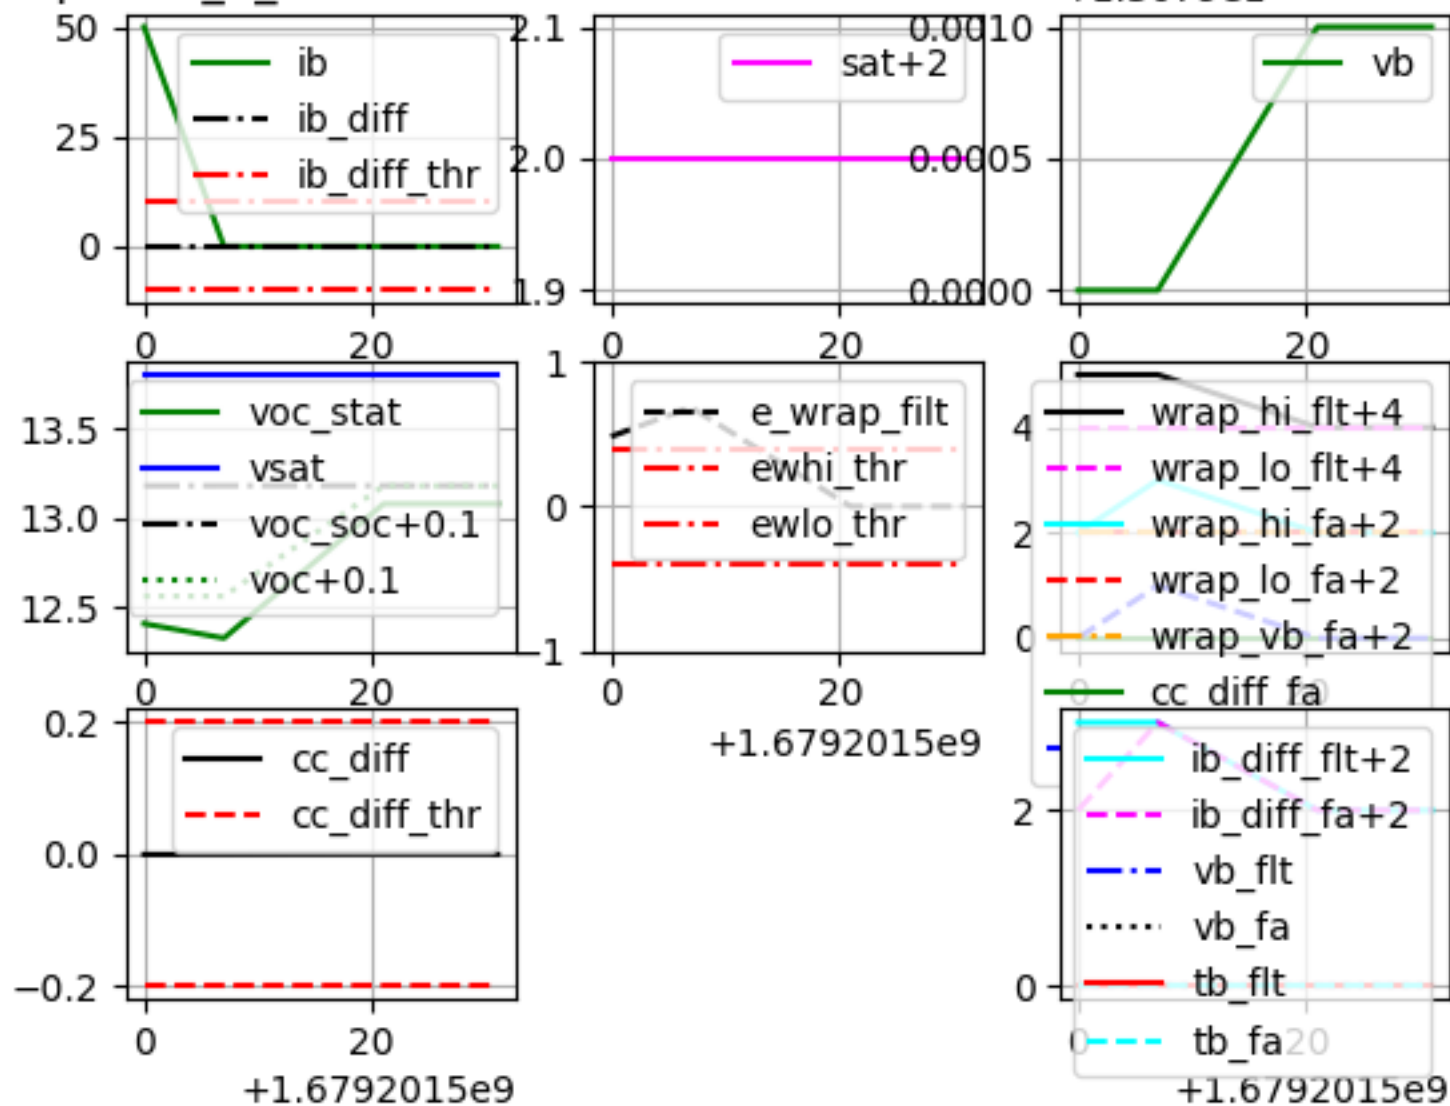 50
25
0
ib
ib_diff
ib_diff_thr
0
20
2.1
2.0
1.9
sat+2
0
20
0.0010
0.0005
0.0000
vb
0
20
13.5
13.0
12.5
voc_stat
vsat
voc_soc+0.1
voc+0.1
0
20
1
0
−1
e_wrap_filt
ewhi_thr
ewlo_thr
0
20
+1.6792015e9
4
2
0
wrap_hi_flt+4
wrap_lo_flt+4
wrap_hi_fa+2
wrap_lo_fa+2
wrap_vb_fa+2
cc_diff_fa
0.2
0.0
−0.2
cc_diff
cc_diff_thr
0
20
+1.6792015e9
2
0
ib_diff_flt+2
ib_diff_fa+2
vb_flt
vb_fa
tb_flt
tb_fa
0
20
+1.6792015e9